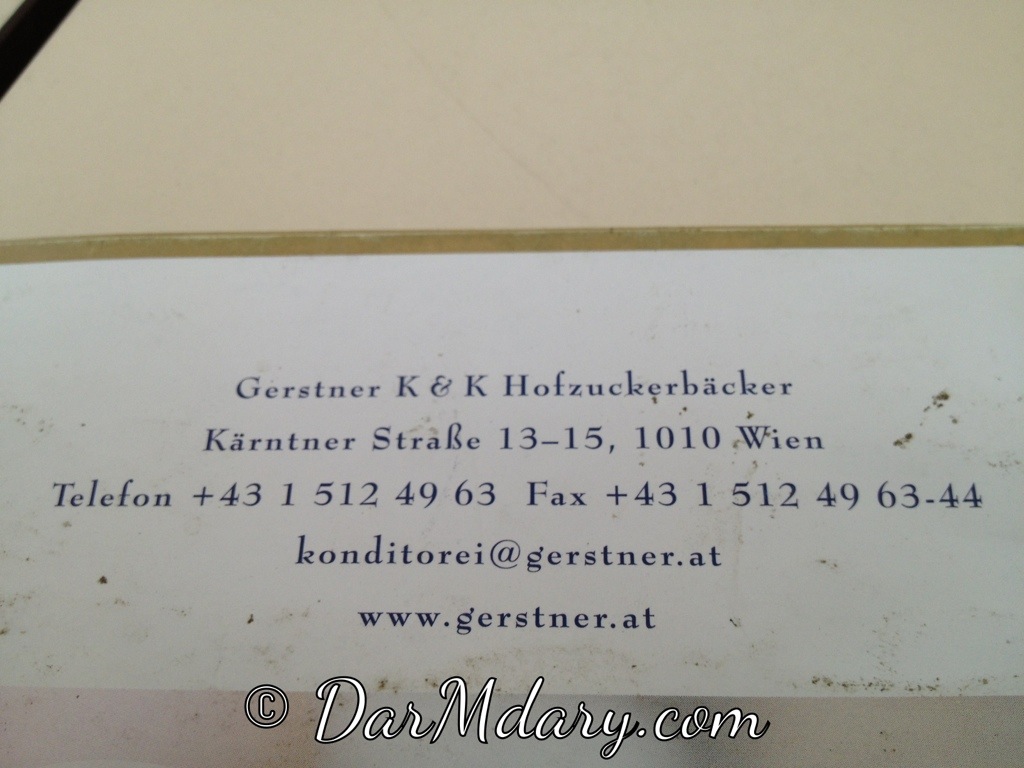 Gerstner K & K Hofzuckerbäcker
Kärntner Straße 13–15, 1010 Wien
Telefon +43 1 512 49 63 Fax +43 1 512 49 63-44
konditorei@gerstner.at
www.gerstner.at
© DarMdary.com